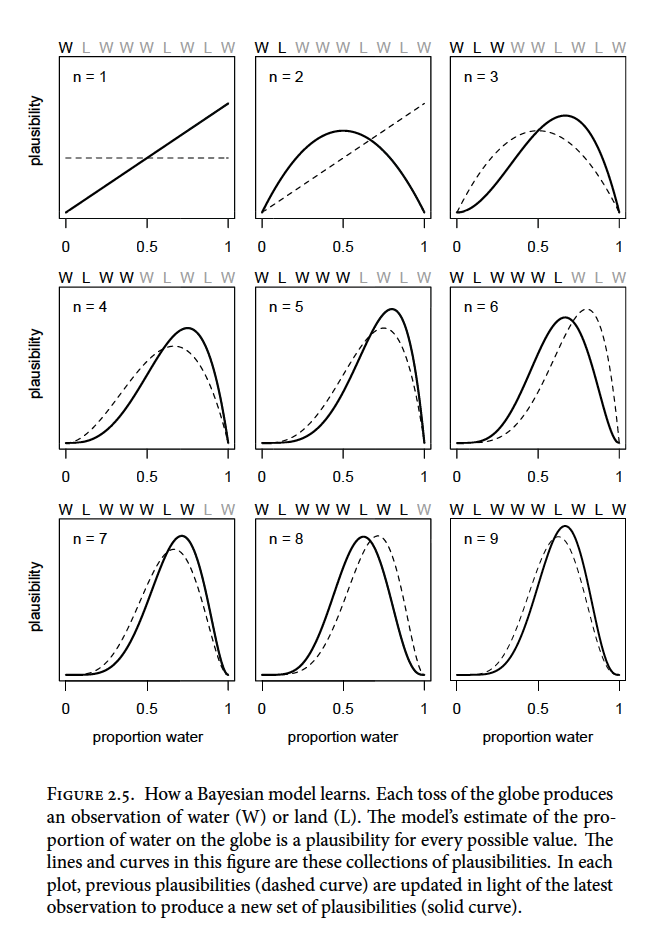 W L W W W L W L W
W L W W W L W L W
W L W W W L W L W
n = 1
n = 2
n = 3
plausibility
0 0.5 1
0 0.5 1
0 0.5 1
W L W W W L W L W
W L W W W L W L W
W L W W W L W L W
n = 4
n = 5
n = 6
plausibility
0 0.5 1
0 0.5 1
0 0.5 1
W L W W W L W L W
W L W W W L W L W
W L W W W L W L W
n = 7
n = 8
n = 9
plausibility
0 0.5 1
0 0.5 1
0 0.5 1
proportion water
proportion water
proportion water
FIGURE 2.5. How a Bayesian model learns. Each toss of the globe produces
an observation of water (W) or land (L). The model's estimate of the pro-
portion of water on the globe is a plausibility for every possible value. The
lines and curves in this figure are these collections of plausibilities. In each
plot, previous plausibilities (dashed curve) are updated in light of the latest
observation to produce a new set of plausibilities (solid curve).